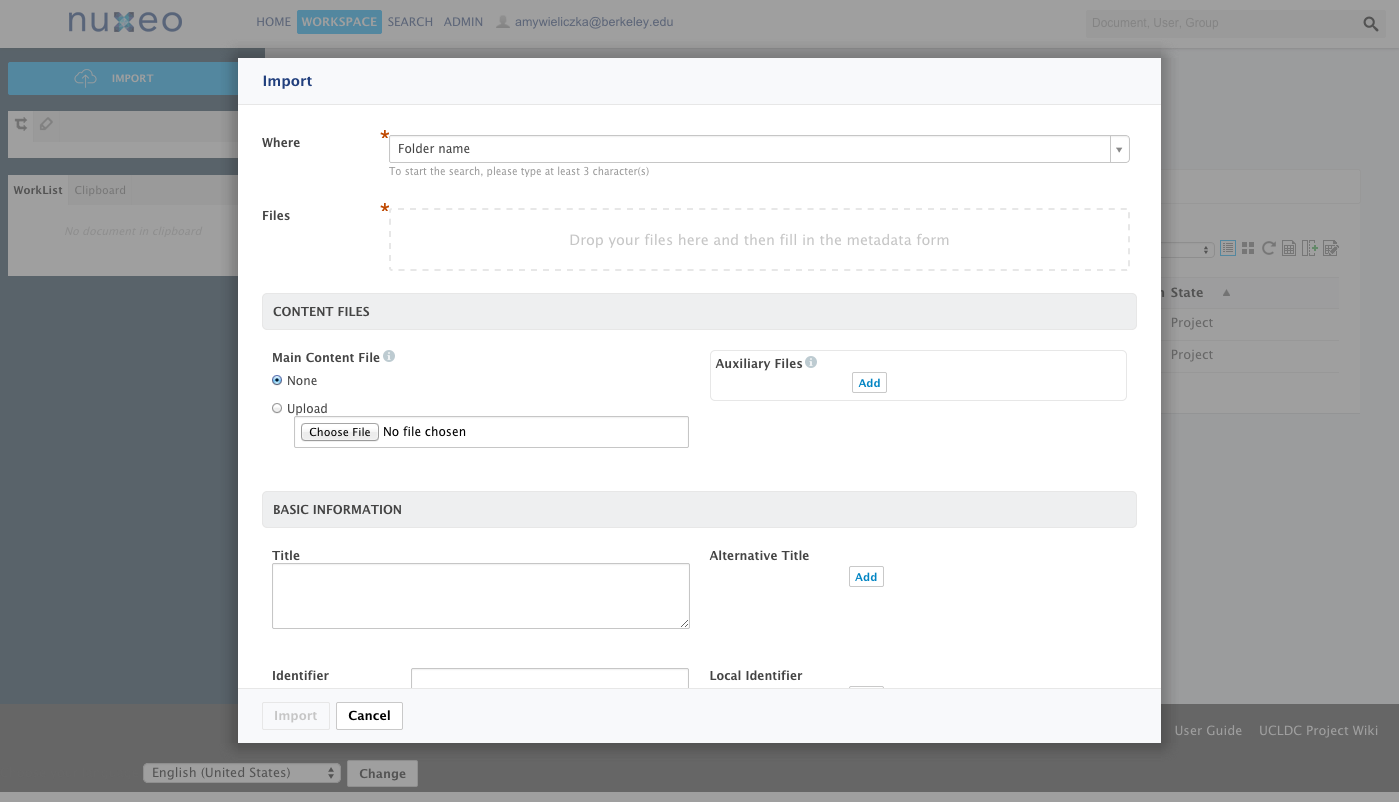 nuxeo
HOME WORKSPACE SEARCH ADMIN amywieliczka@berkeley.edu
Document, User, Group
IMPORT
WorkList Clipboard
No document in clipboard
Import
Where
*
Folder name
To start the search, please type at least 3 character(s)
Files
*
Drop your files here and then fill in the metadata form
CONTENT FILES
Main Content File
None
Upload
Choose File No file chosen
Auxiliary Files
Add
BASIC INFORMATION
Title
Alternative Title
Add
Identifier
Local Identifier
Import
Cancel
State
Project
Project
User Guide UCLDC Project Wiki
English (United States)
Change